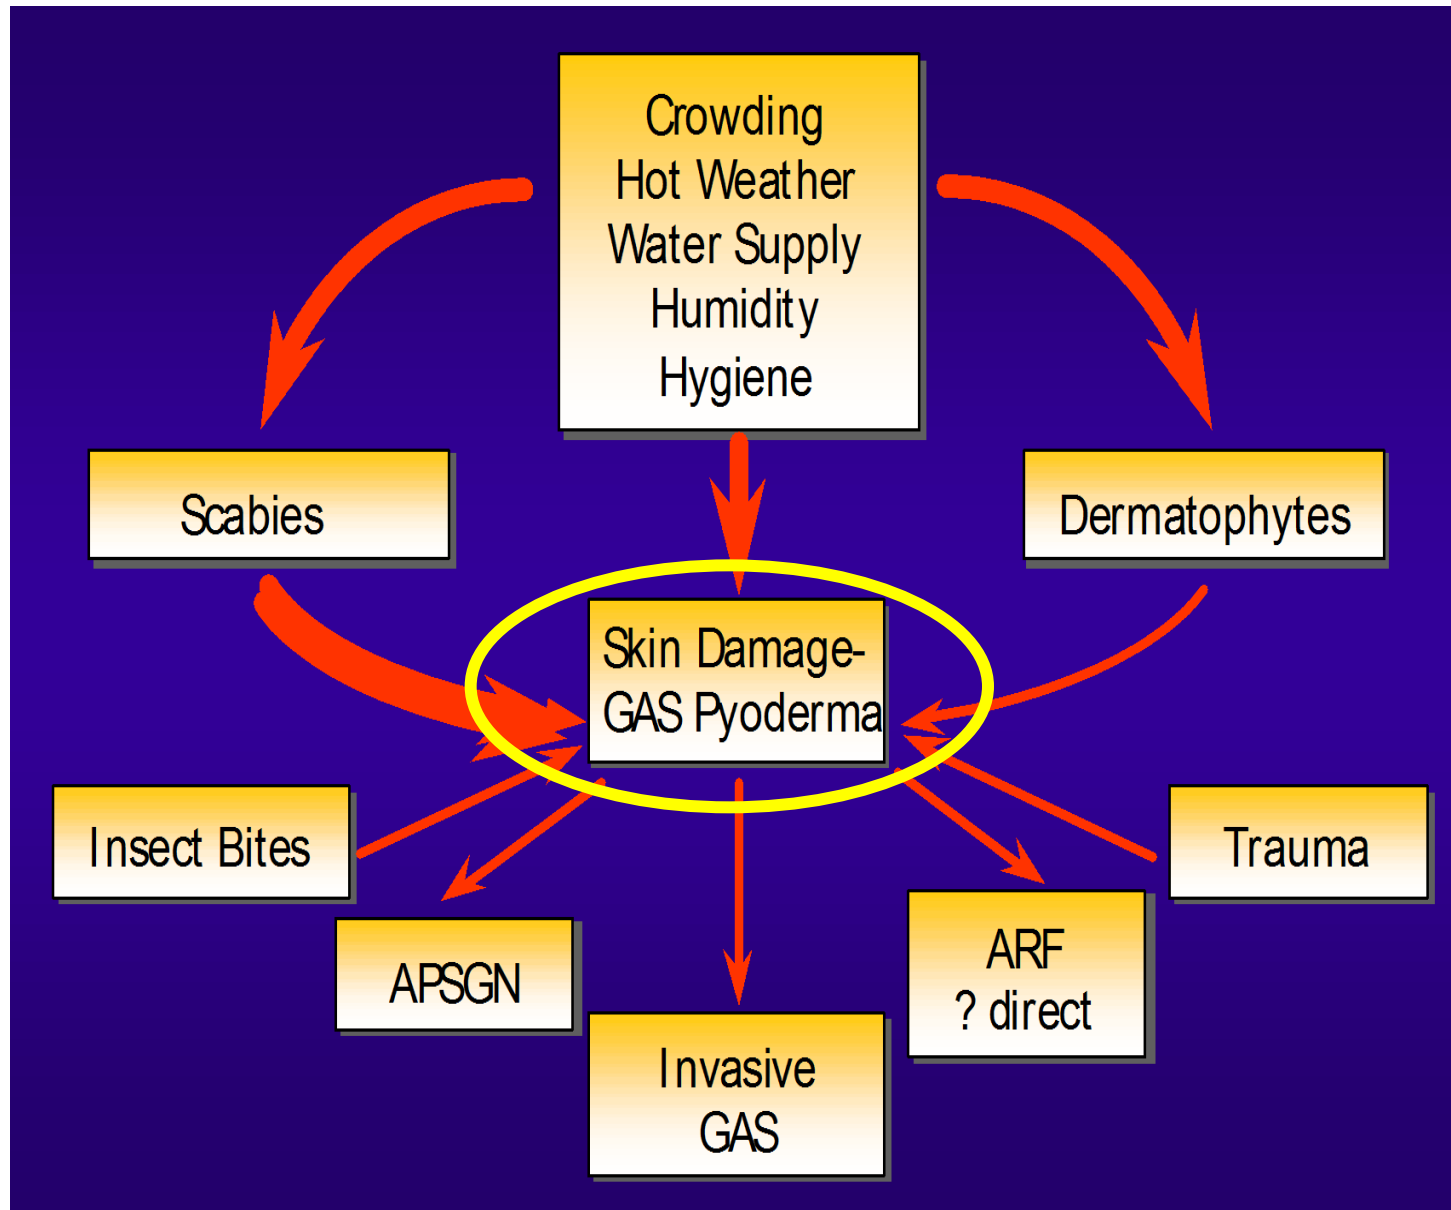 Crowding
Hot Weather
Water Supply
Humidity
Hygiene
Scabies
Dermatophytes
Skin Damage-
GAS Pyoderma
Insect Bites
Trauma
APSGN
ARF
? direct
Invasive
GAS